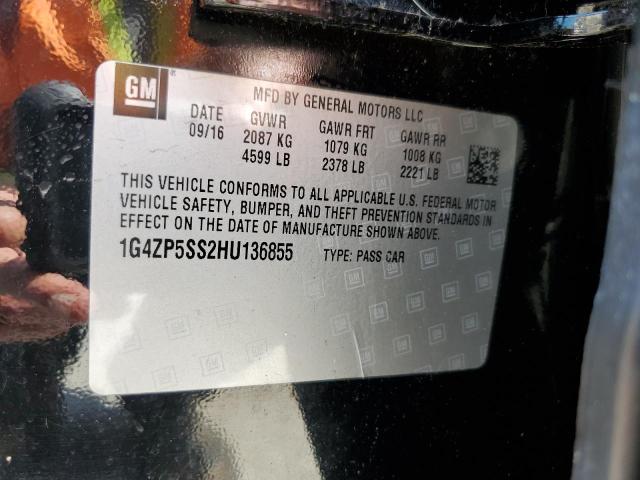 GM
MFD BY GENERAL MOTORS LLC
DATE GVWR GAWR FRT GAWR RR
09/16 2087 KG 1079 KG 1008 KG
4599 LB 2378 LB 2221 LB
THIS VEHICLE CONFORMS TO ALL APPLICABLE U.S. FEDERAL MOTOR
VEHICLE SAFETY, BUMPER, AND THEFT PREVENTION STANDARDS IN
EFFECT ON THE DATE OF MANUFACTURE SHOWN ABOVE.
1G4ZP5SS2HU136855 TYPE: PASS CAR